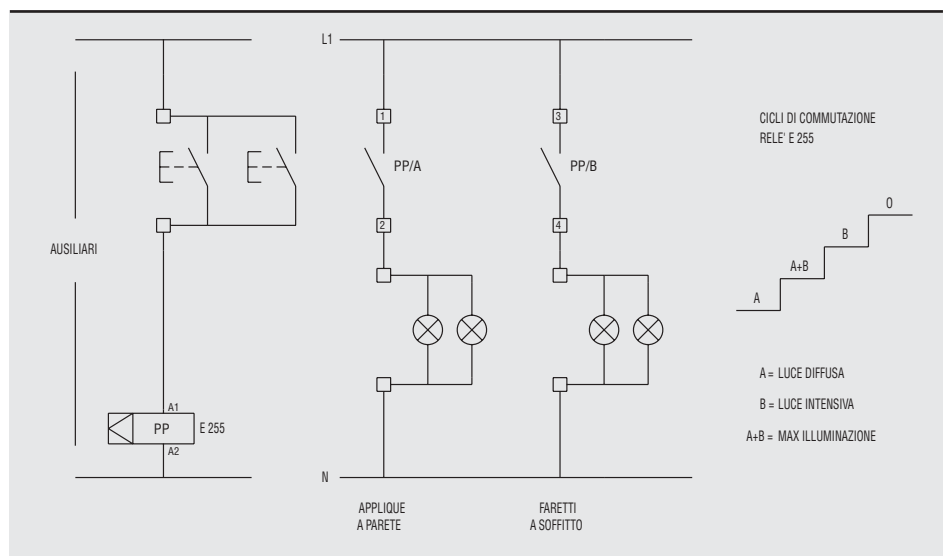 L1
1
3
CICLI DI COMMUTAZIONE
RELE' E 255
PP/A
PP/B
2
4
O
B
A+B
A
AUSILIARI
A = LUCE DIFFUSA
B = LUCE INTENSIVA
A+B = MAX ILLUMINAZIONE
A1
PP
E 255
A2
N
APPLIQUE
A PARETE
FARETTI
A SOFFITTO